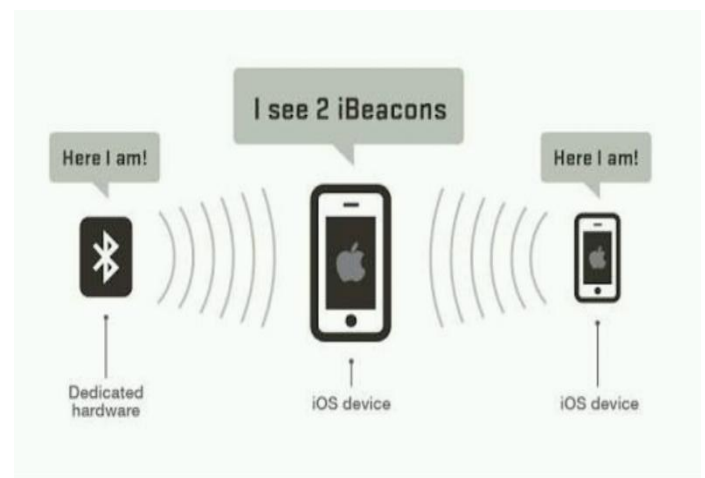 I see 2 iBeacons
Here I am!
Here I am!
Dedicated
hardware
iOS device
iOS device